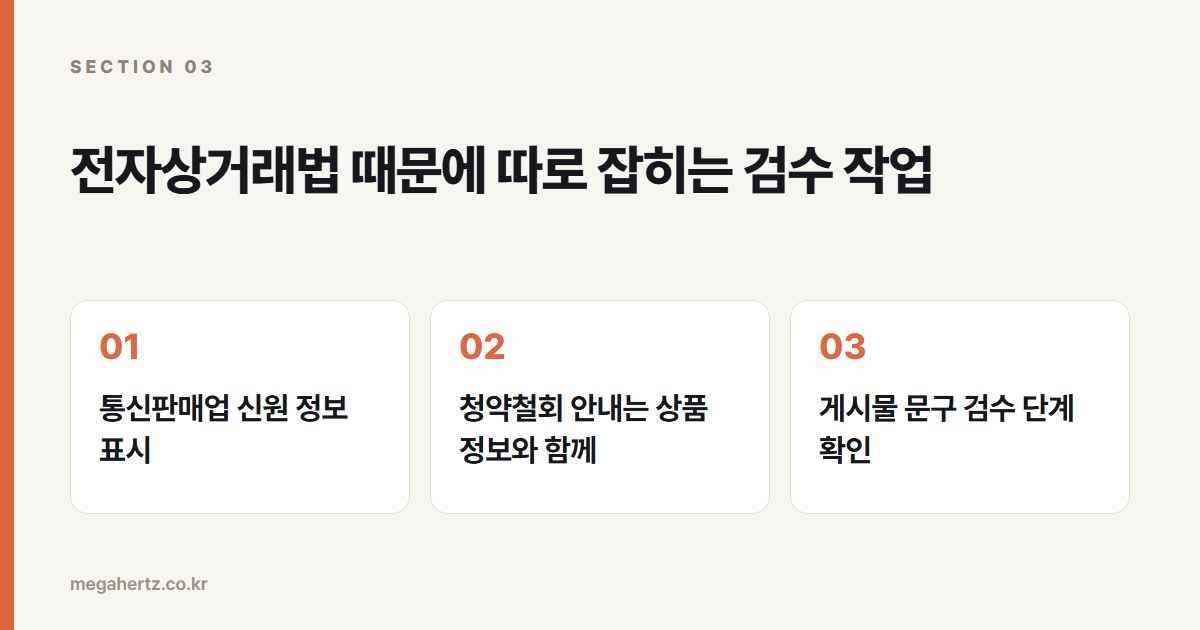 SECTION 03
전자상거래법 때문에 따로 잡히는 검수 작업
01
통신판매업 신원 정보
표시
02
청약철회 안내는 상품
정보와 함께
03
게시물 문구 검수 단계
확인
megahertz.co.kr